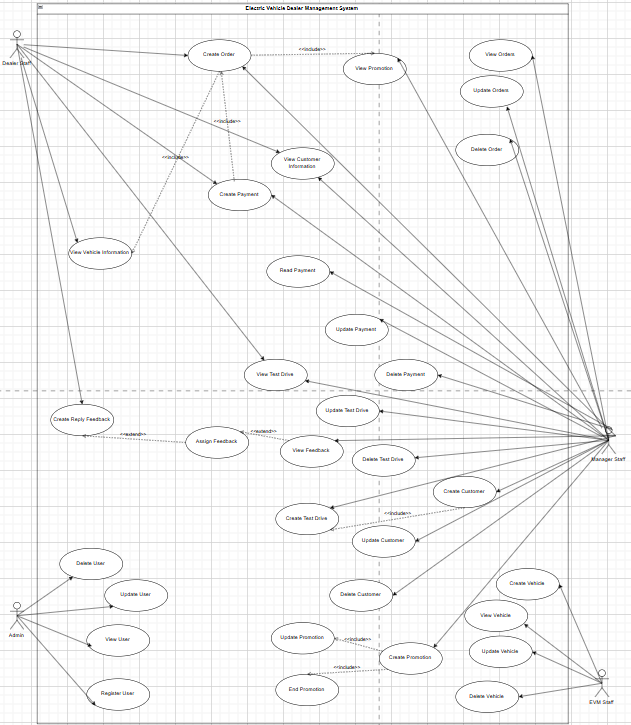 Electric Vehicle Dealer Management System
Create Order
<<include>>
View Orders
Dealer Staff
View Promotion
Update Orders
<<include>>
Delete Order
<<include>>
View Customer
Information
Create Payment
View Vehicle Information
Read Payment
Update Payment
View Test Drive
Delete Payment
Update Test Drive
Create Reply Feedback
<<extend>>
<<extend>>
Assign Feedback
View Feedback
Delete Test Drive
Manager Staff
Create Customer
<<include>>
Create Test Drive
Update Customer
Delete User
Create Vehicle
Update User
Delete Customer
View Vehicle
Admin
View User
Update Promotion
<<include>>
Update Vehicle
Create Promotion
<<include>>
End Promotion
Register User
Delete Vehicle
EVM Staff